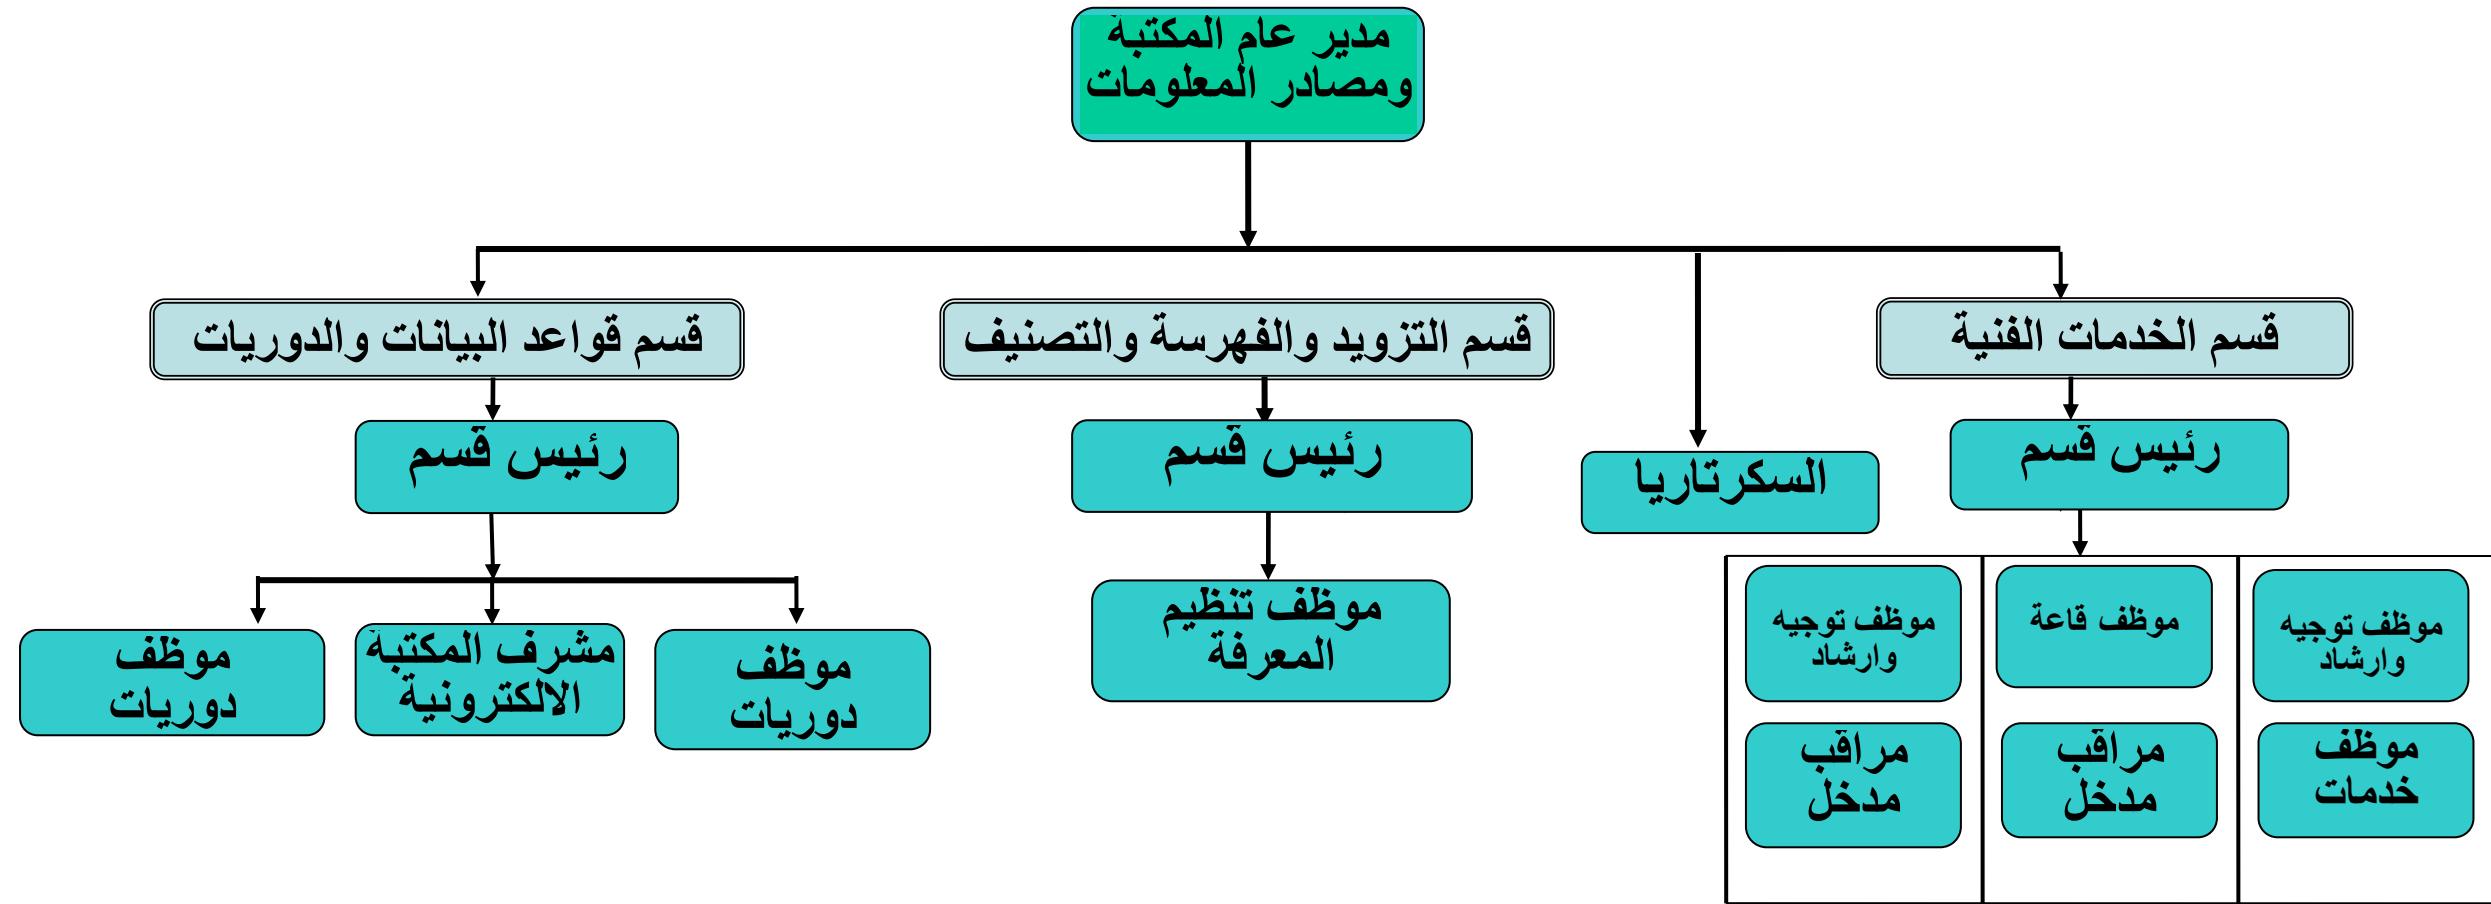 مدير عام المكتبة
ومصادر المعلومات
قسم الخدمات الفنية
قسم التزويد والفهرسة والتصنيف
قسم قواعد البيانات والدوريات
رئيس قسم
السكرتاريا
رئيس قسم
رئيس قسم
موظف توجيه
وارشاد
موظف قاعة
موظف توجيه
وارشاد
موظف تنظيم
المعرفة
موظف
دوريات
مشرف المكتبة
الالكترونية
موظف
دوريات
موظف
خدمات
مراقب
مدخل
مراقب
مدخل